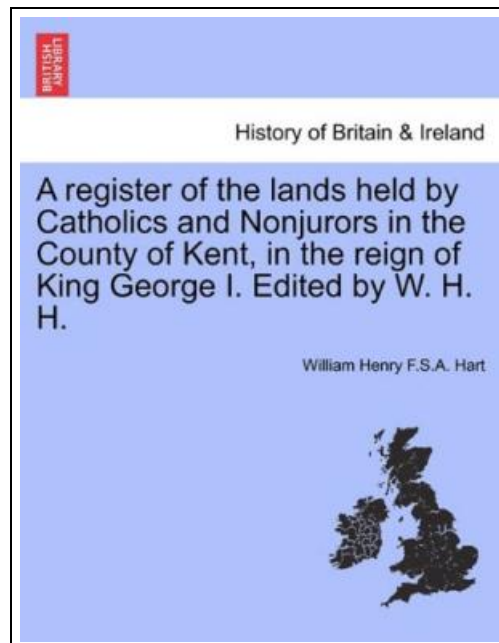 BRITISH
LIBRARY
History of Britain & Ireland
A register of the lands held by
Catholics and Nonjurors in the
County of Kent, in the reign of
King George I. Edited by W. H.
H.
William Henry F.S.A. Hart